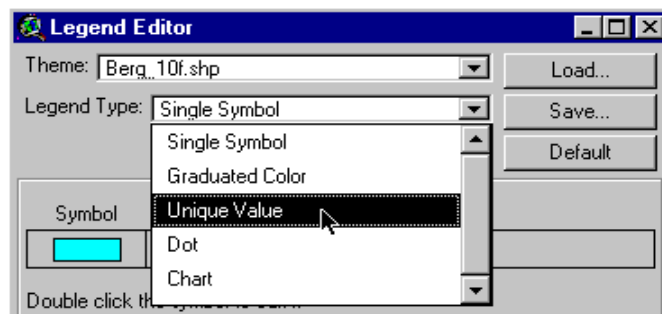 Legend Editor
Theme: Berg_10f.shp
Load...
Legend Type: Single Symbol
Save...
Single Symbol
Default
Graduated Color
Symbol
Unique Value
Dot
Chart
Double click th